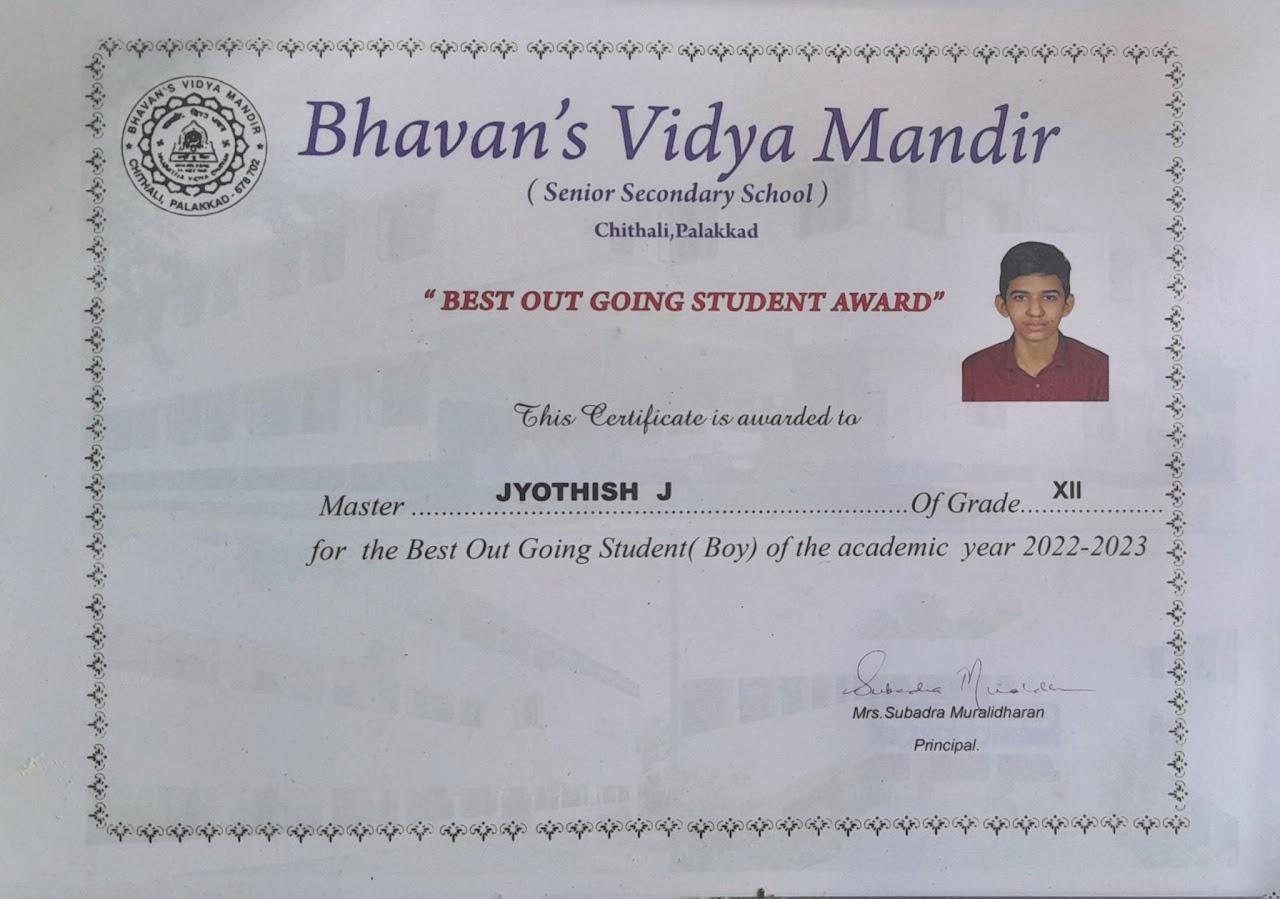 BHAVAN'S VIDYA MANDIR
CHITHALI, PALAKKAD - 678 702
Bhavan's Vidya Mandir
( Senior Secondary School )
Chithali,Palakkad
“ BEST OUT GOING STUDENT AWARD”
This Certificate is awarded to
Master ........JYOTHISH J........Of Grade....XII....
for the Best Out Going Student( Boy) of the academic year 2022-2023
Subadra Muralidharan
Mrs.Subadra Muralidharan
Principal.